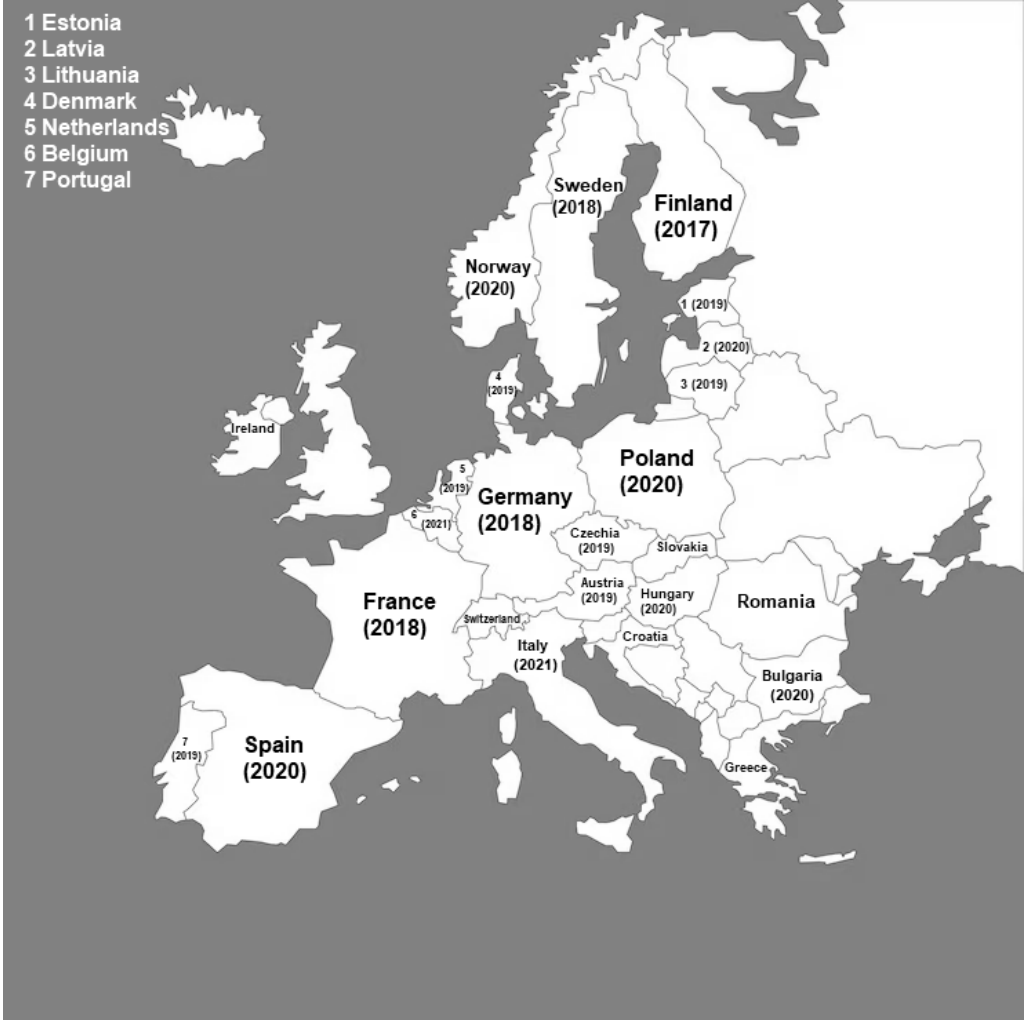 1 Estonia
2 Latvia
3 Lithuania
4 Denmark
5 Netherlands
6 Belgium
7 Portugal
Sweden
(2018)
Finland
(2017)
Norway
(2020)
1 (2019)
2 (2020)
3 (2019)
4
(2019)
Ireland
Poland
(2020)
5
(2019)
Germany
(2018)
6
(2021)
Czechia
(2019)
Slovakia
Austria
(2019)
Hungary
(2020)
Romania
France
(2018)
Switzerland
Croatia
Italy
(2021)
Bulgaria
(2020)
7
(2019)
Spain
(2020)
Greece